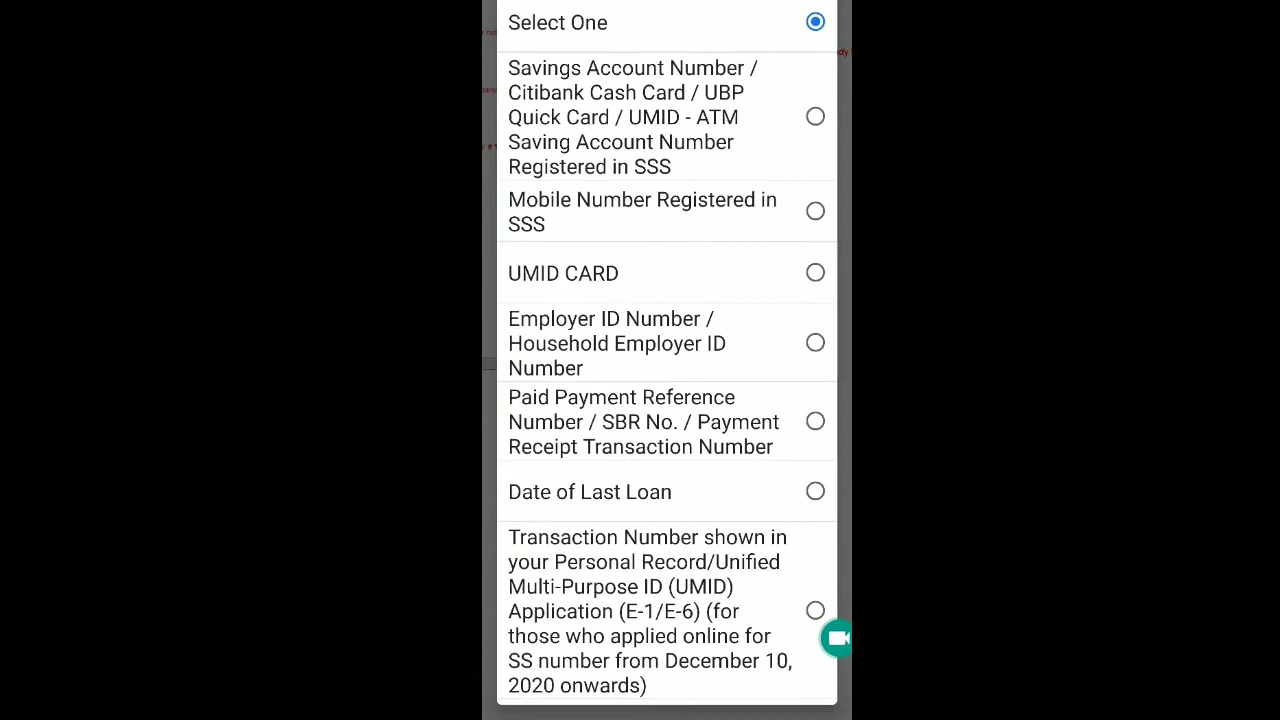 Select One
Savings Account Number /
Citibank Cash Card / UBP
Quick Card / UMID - ATM
Saving Account Number
Registered in SSS
Mobile Number Registered in
SSS
UMID CARD
Employer ID Number /
Household Employer ID
Number
Paid Payment Reference
Number / SBR No. / Payment
Receipt Transaction Number
Date of Last Loan
Transaction Number shown in
your Personal Record/Unified
Multi-Purpose ID (UMID)
Application (E-1/E-6) (for
those who applied online for
SS number from December 10,
2020 onwards)